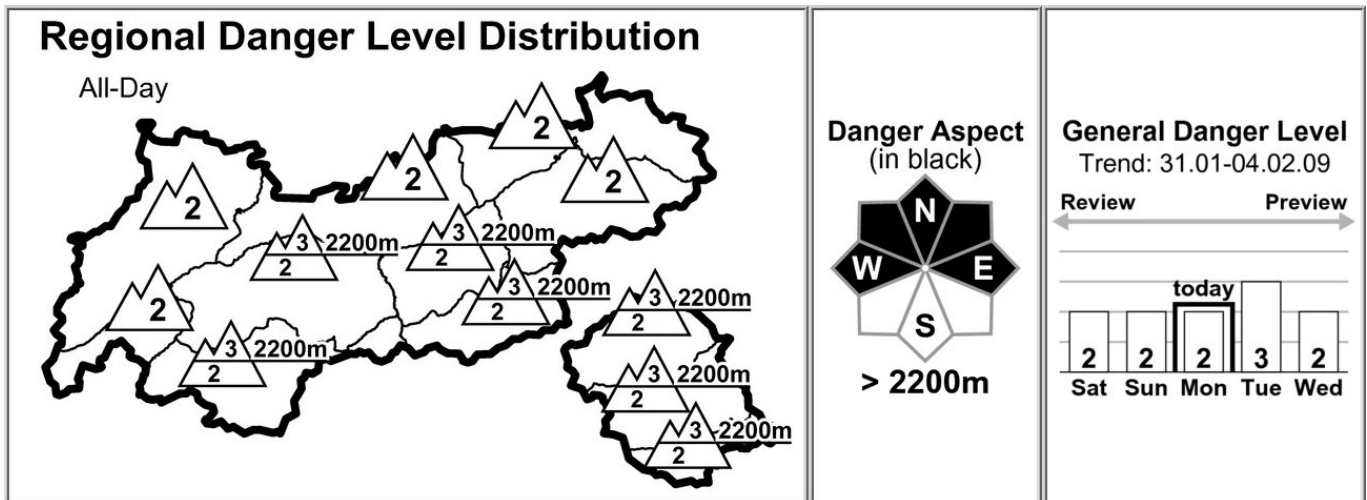 Regional Danger Level Distribution
All-Day
2
2
2
2
2
3 2200m
2
3 2200m
2
3 2200m
2
2
3 2200m
2
3 2200m
2
3 2200m
2
3 2200m
2
Danger Aspect
(in black)
N
W E
S
> 2200m
General Danger Level
Trend: 31.01-04.02.09
Review Preview
today
2 2 2 3 2
Sat Sun Mon Tue Wed